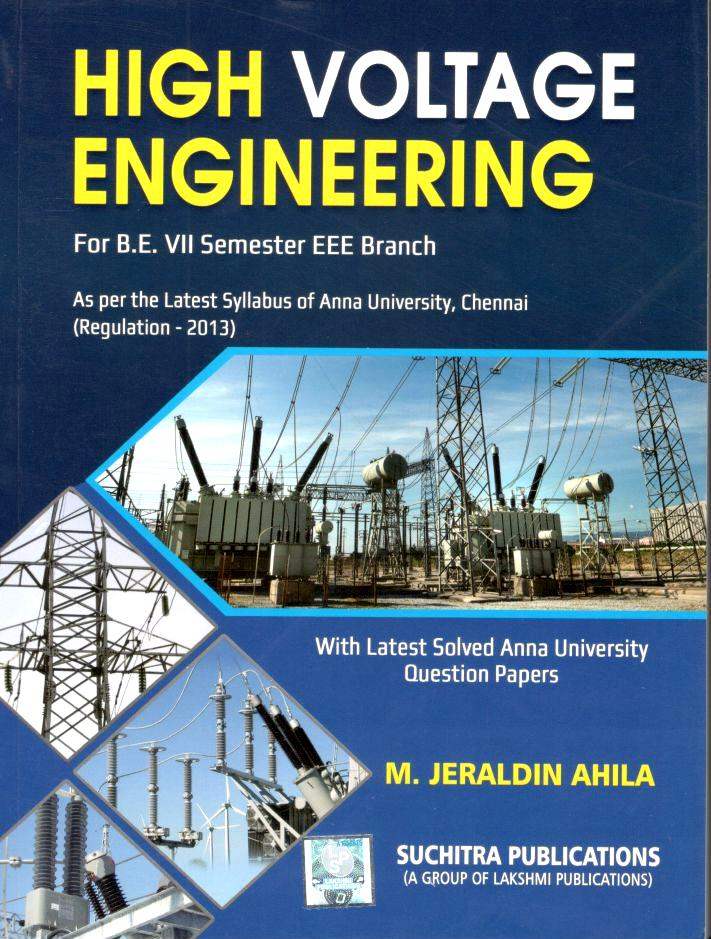 HIGH VOLTAGE
ENGINEERING
For B.E. VII Semester EEE Branch
As per the Latest Syllabus of Anna University, Chennai
(Regulation - 2013)
With Latest Solved Anna University
Question Papers
M. JERALDIN AHILA
LPS
SUCHITRA PUBLICATIONS
(A GROUP OF LAKSHMI PUBLICATIONS)